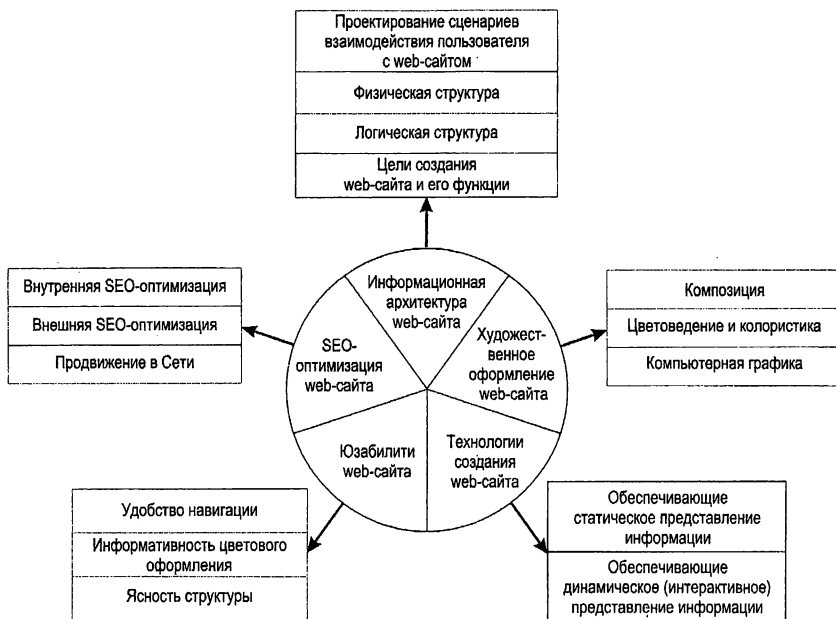 Проектирование сценариев
взаимодействия пользователя
с web-сайтом
Физическая структура
Логическая структура
Цели создания
web-сайта и его функции
Внутренняя SEO-оптимизация
Внешняя SEO-оптимизация
Продвижение в Сети
Информационная
архитектура
web-сайта
SEO-
оптимизация
web-сайта
Художест-
венное
оформление
web-сайта
Юзабилити
web-сайта
Технологии
создания
web-сайта
Композиция
Цветоведение и колористика
Компьютерная графика
Удобство навигации
Информативность цветового
оформления
Ясность структуры
Обеспечивающие
статическое представление
информации
Обеспечивающие
динамическое (интерактивное)
представление информации